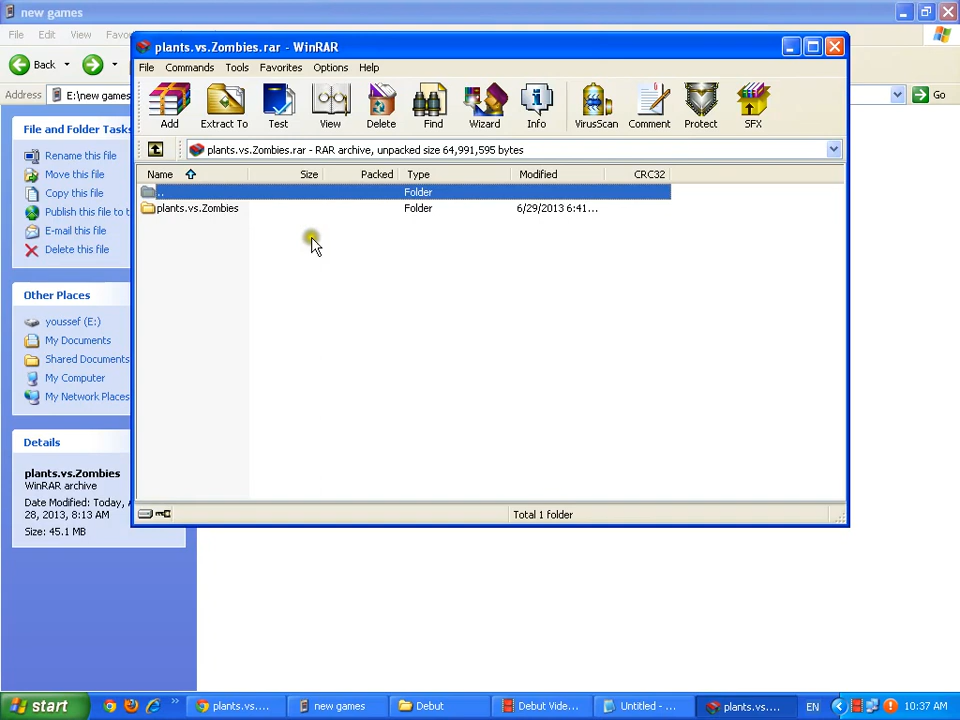 new games
File Edit View Favou
Back
Address E:\new games
Go
File and Folder Tasks
Rename this file
Move this file
Copy this file
Publish this file to t
E-mail this file
Delete this file
Other Places
youssef (E:)
My Documents
Shared Documents
My Computer
My Network Places
Details
plants.vs.Zombies
WinRAR archive
Date Modified: Today,
28, 2013, 8:13 AM
Size: 45.1 MB
plants.vs.Zombies.rar - WinRAR
File Commands Tools Favorites Options Help
Add Extract To Test View Delete Find Wizard Info VirusScan Comment Protect SFX
plants.vs.Zombies.rar - RAR archive, unpacked size 64,991,595 bytes
Name Size Packed Type Modified CRC32
.. Folder
plants.vs.Zombies Folder 6/29/2013 6:41...
Total 1 folder
start plants.vs.... new games Debut Debut Vide... Untitled - ... plants.vs.... EN 10:37 AM